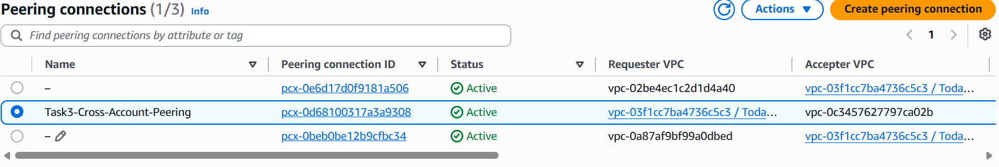 Peering connections (1/3) Info
Actions
Create peering connection
Find peering connections by attribute or tag
1
Name Peering connection ID Status Requester VPC Accepter VPC
– pcx-0e6d17d0f9181a506 Active vpc-02be4ec1c2d1d4a40 vpc-03f1cc7ba4736c5c3 / Toda...
Task3-Cross-Account-Peering pcx-0d68100317a3a9308 Active vpc-03f1cc7ba4736c5c3 / Toda... vpc-0c3457627797ca02b
– pcx-0beb0be12b9cfbc34 Active vpc-0a87af9bf99a0dbed vpc-03f1cc7ba4736c5c3 / Toda...